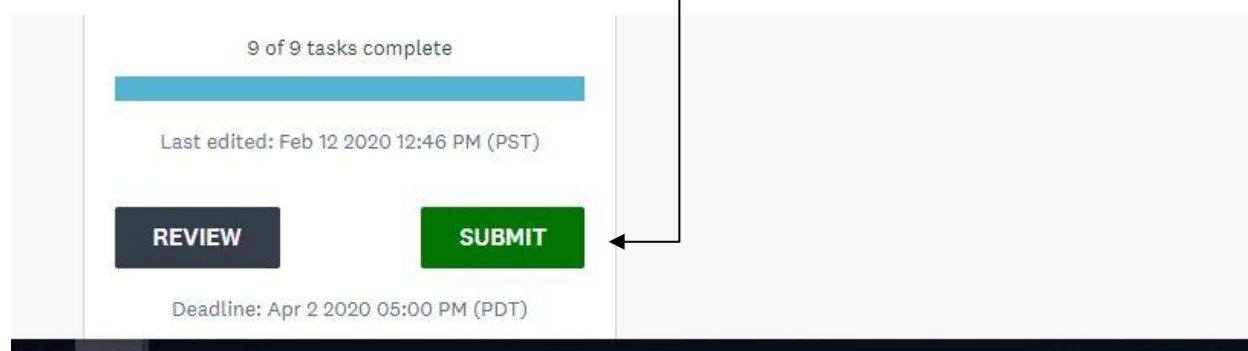 9 of 9 tasks complete
Last edited: Feb 12 2020 12:46 PM (PST)
REVIEW SUBMIT
Deadline: Apr 2 2020 05:00 PM (PDT)